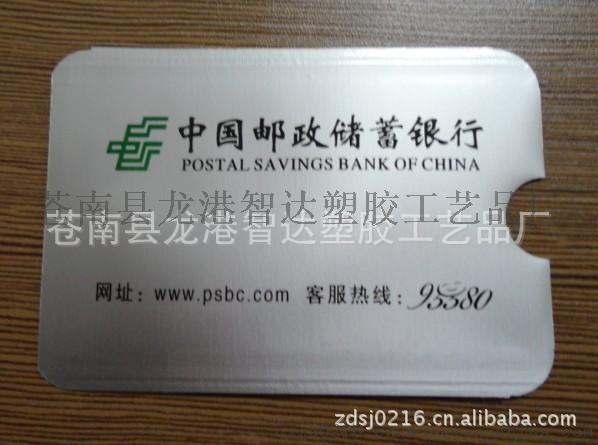 中国邮政储蓄银行
POSTAL SAVINGS BANK OF CHINA
苍南县龙港智达塑胶工艺品厂
苍南县龙港智达塑胶工艺品厂
网址：www.psbc.com 客服热线：95580
zdsj0216.cn.alibaba.com